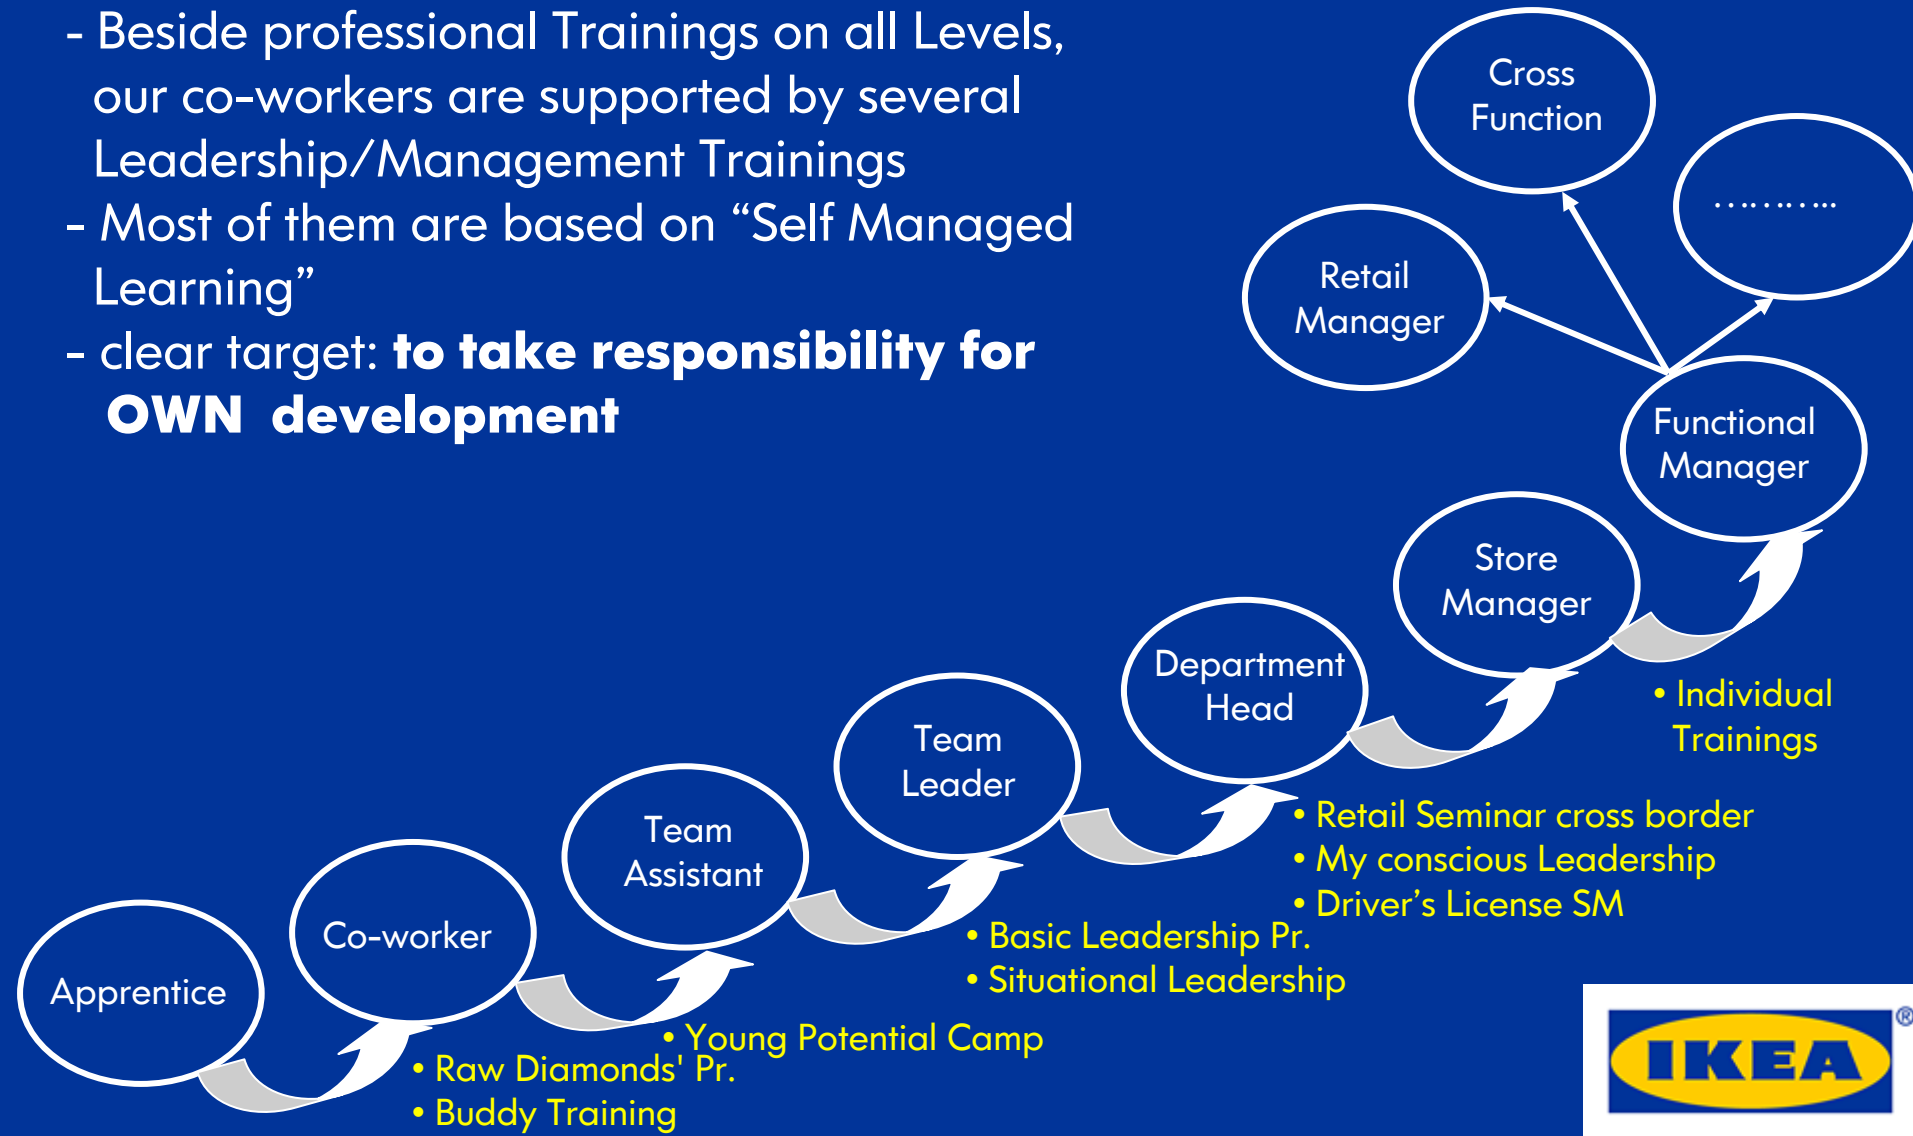 - Beside professional Trainings on all Levels,
our co-workers are supported by several
Leadership/Management Trainings
- Most of them are based on “Self Managed
Learning”
- clear target: to take responsibility for
OWN development
Cross
Function
………..
Retail
Manager
Functional
Manager
Store
Manager
Department
Head
Team
Leader
Team
Assistant
Co-worker
Apprentice
• Individual
Trainings
• Retail Seminar cross border
• My conscious Leadership
• Driver’s License SM
• Basic Leadership Pr.
• Situational Leadership
• Young Potential Camp
• Raw Diamonds' Pr.
• Buddy Training
IKEA ®